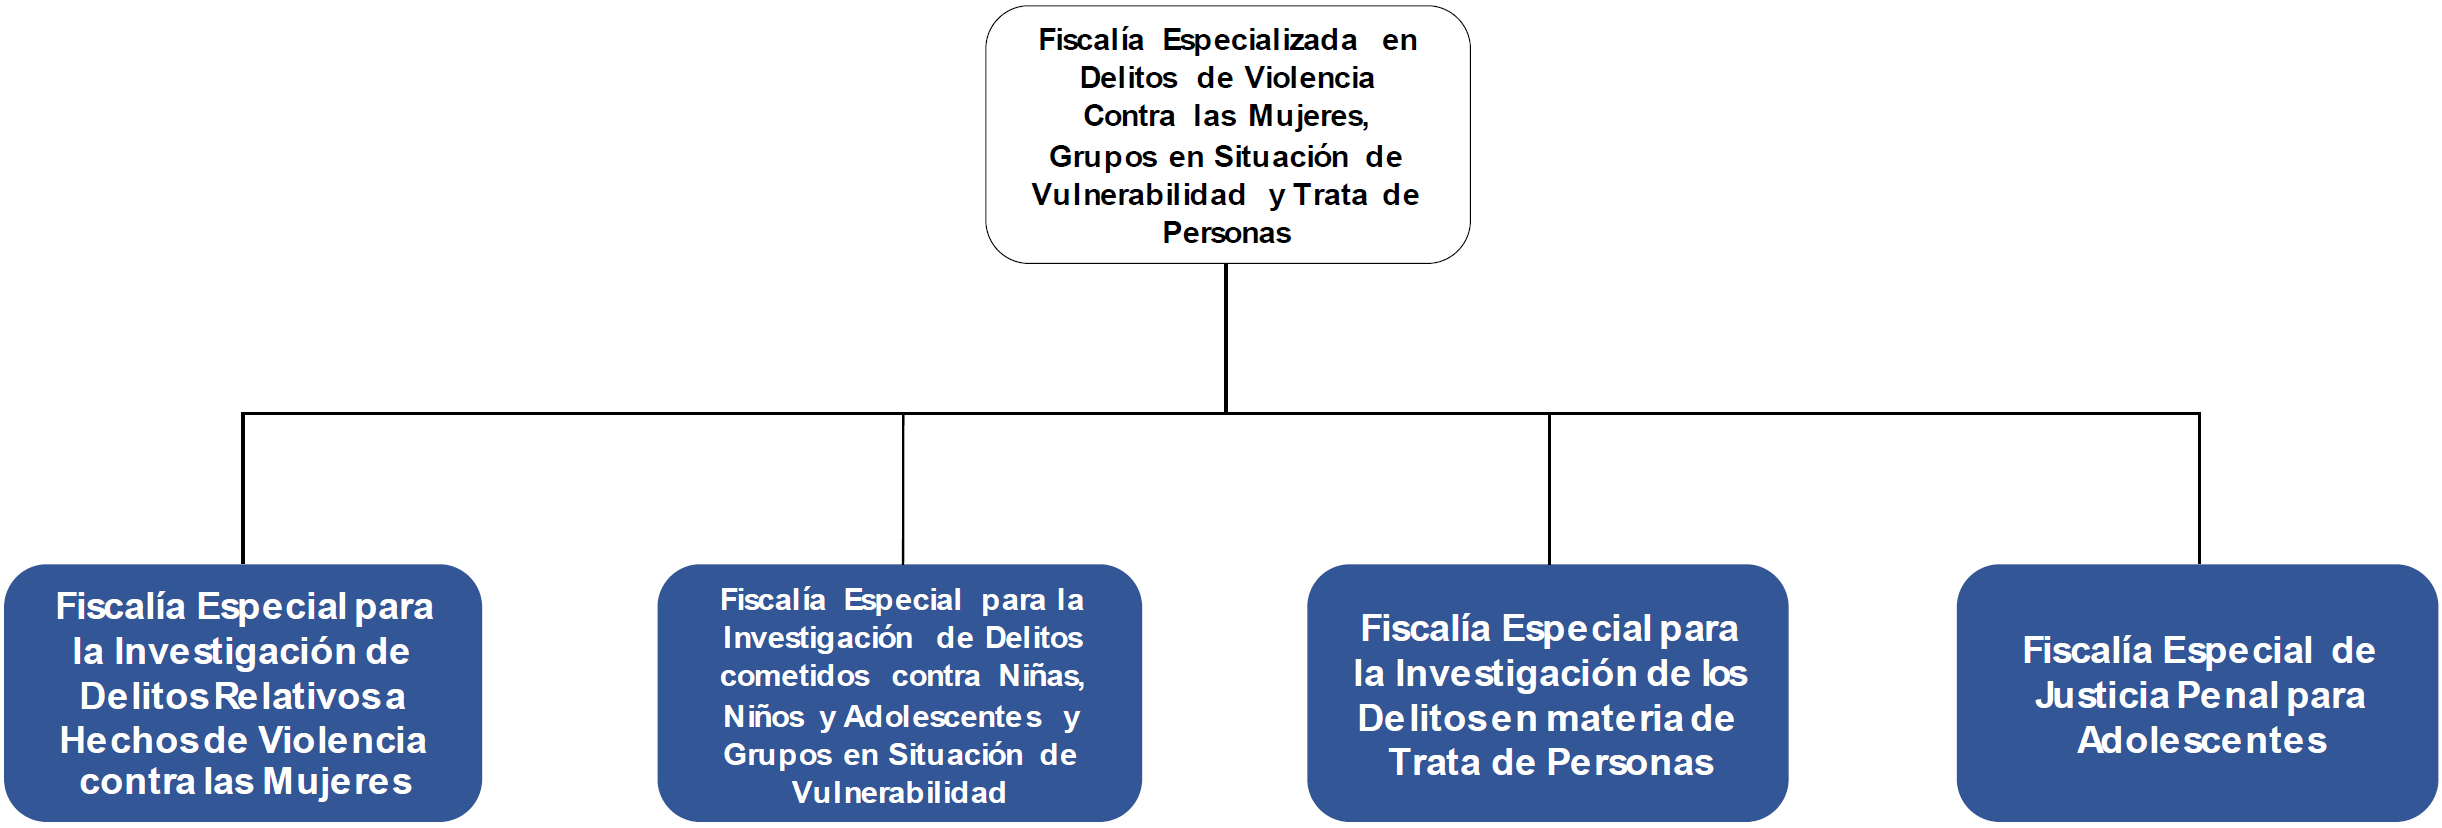 Fiscalía Especializada en
Delitos de Violencia
Contra las Mujeres,
Grupos en Situación de
Vulnerabilidad y Trata de
Personas
Fiscalía Especial para
la Investigación de
Delitos Relativos a
Hechos de Violencia
contra las Mujeres
Fiscalía Especial para la
Investigación de Delitos
cometidos contra Niñas,
Niños y Adolescentes y
Grupos en Situación de
Vulnerabilidad
Fiscalía Especial para
la Investigación de los
Delitos en materia de
Trata de Personas
Fiscalía Especial de
Justicia Penal para
Adolescentes